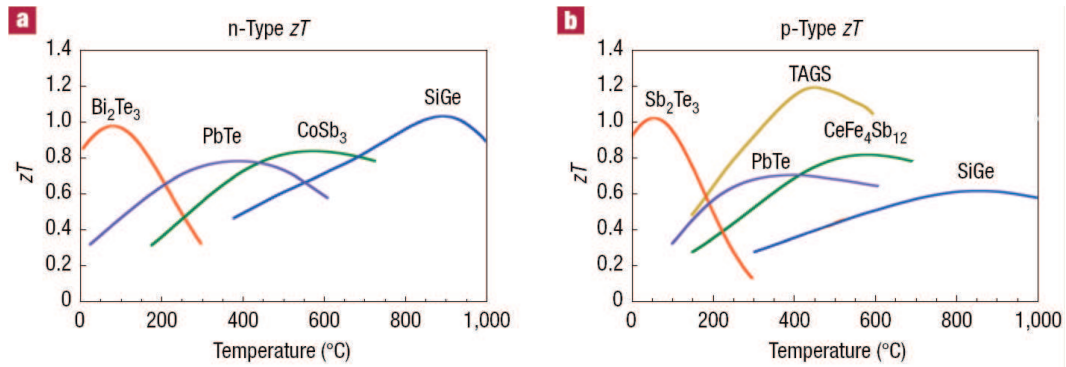 a
n-Type zT
1.4
1.2
1.0
0.8
0.6
0.4
0.2
0
zT
Bi₂Te₃
PbTe
CoSb₃
SiGe
0 200 400 600 800 1,000
Temperature (°C)
b
p-Type zT
1.4
1.2
1.0
0.8
0.6
0.4
0.2
0
zT
Sb₂Te₃
TAGS
PbTe
CeFe₄Sb₁₂
SiGe
0 200 400 600 800 1,000
Temperature (°C)